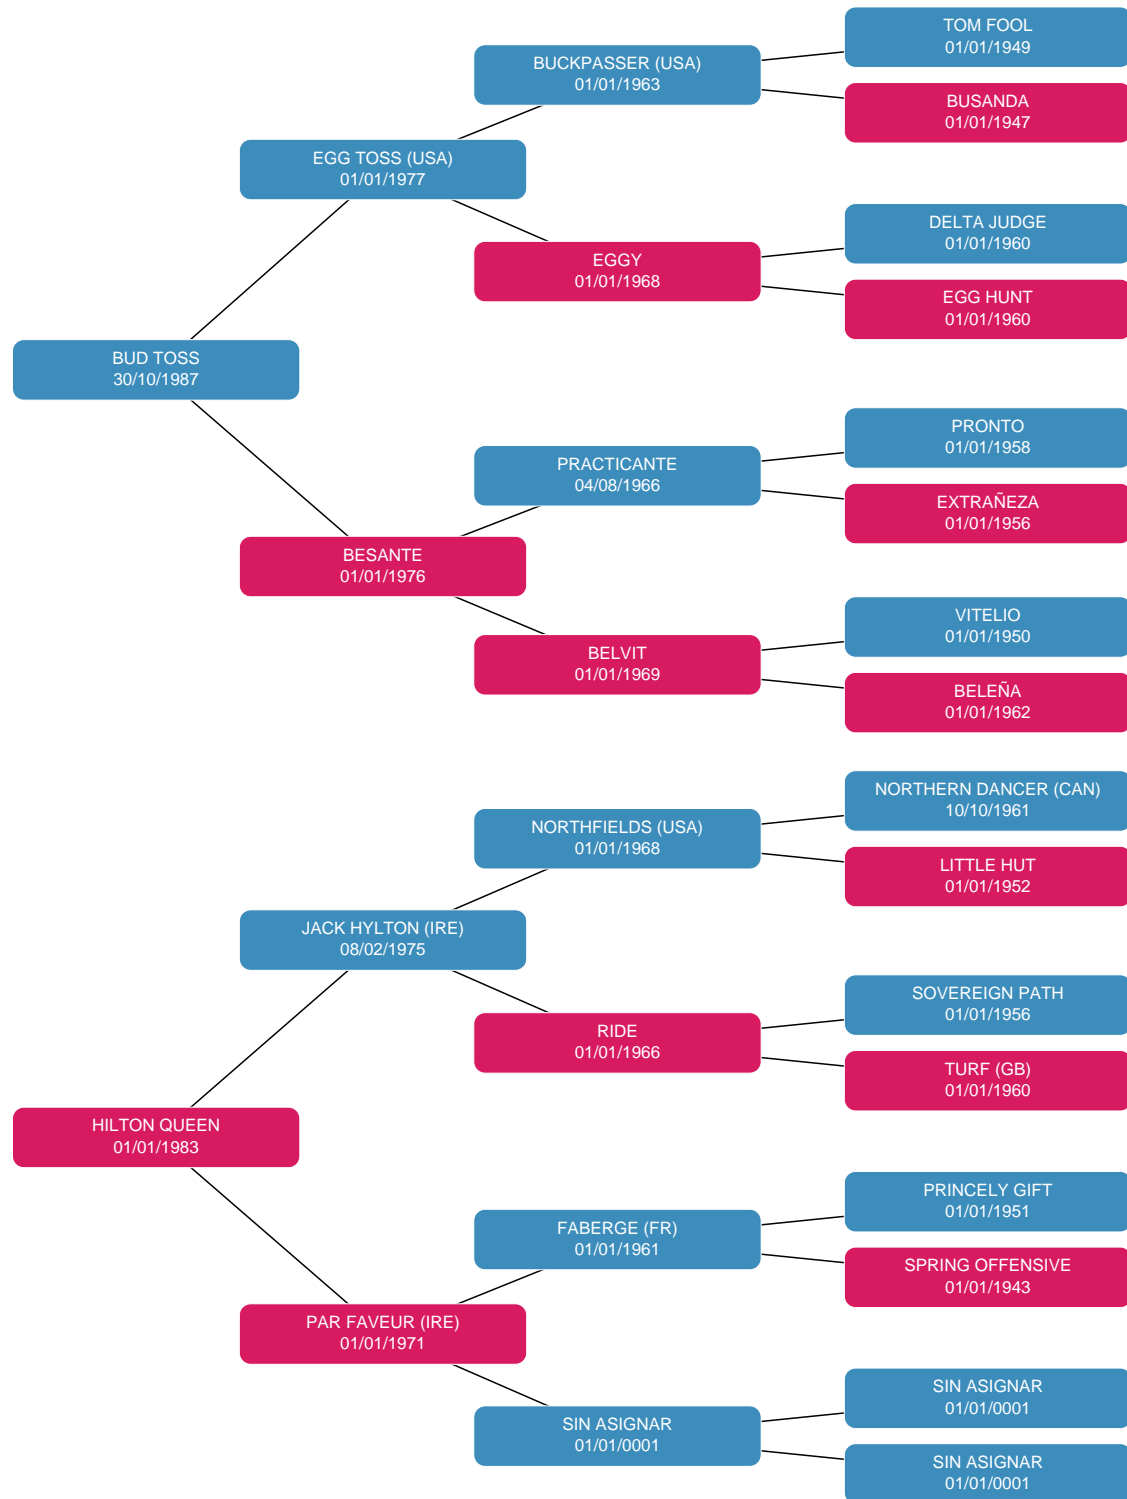 TOM FOOL
01/01/1949
BUCKPASSER (USA)
01/01/1963
BUSANDA
01/01/1947
EGG TOSS (USA)
01/01/1977
DELTA JUDGE
01/01/1960
EGGY
01/01/1968
EGG HUNT
01/01/1960
BUD TOSS
30/10/1987
PRONTO
01/01/1958
PRACTICANTE
04/08/1966
EXTRAÑEZA
01/01/1956
BESANTE
01/01/1976
VITELIO
01/01/1950
BELVIT
01/01/1969
BELEÑA
01/01/1962
NORTHERN DANCER (CAN)
10/10/1961
NORTHFIELDS (USA)
01/01/1968
LITTLE HUT
01/01/1952
JACK HYLTON (IRE)
08/02/1975
SOVEREIGN PATH
01/01/1956
RIDE
01/01/1966
TURF (GB)
01/01/1960
HILTON QUEEN
01/01/1983
PRINCELY GIFT
01/01/1951
FABERGE (FR)
01/01/1961
SPRING OFFENSIVE
01/01/1943
PAR FAVEUR (IRE)
01/01/1971
SIN ASIGNAR
01/01/0001
SIN ASIGNAR
01/01/0001
SIN ASIGNAR
01/01/0001